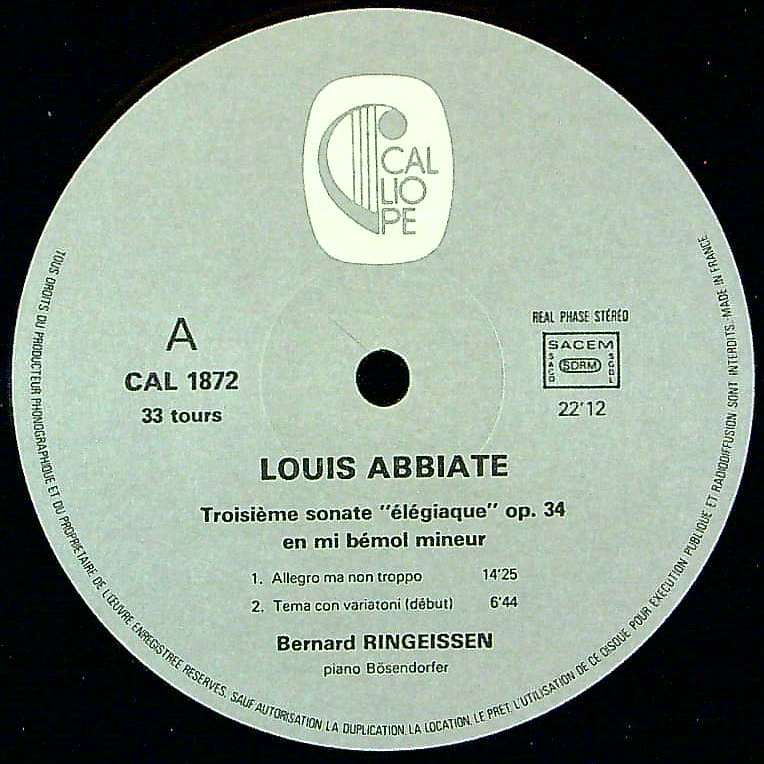 CAL
LIO
PE
A
CAL 1872
33 tours
REAL PHASE STÉRÉO
SACEM
SACD
SDRM
SGDL
22'12
LOUIS ABBIATE
Troisième sonate "élégiaque" op. 34
en mi bémol mineur
1. Allegro ma non troppo 14'25
2. Tema con variatoni (début) 6'44
Bernard RINGEISSEN
piano Bösendorfer
TOUS DROITS DU PRODUCTEUR PHONOGRAPHIQUE ET DU PROPRIETAIRE DE L'ŒUVRE ENREGISTREE RESERVES. SAUF AUTORISATION LA DUPLICATION, LA LOCATION, LE PRET, L'UTILISATION DE CE DISQUE POUR EXECUTION PUBLIQUE ET RADIODIFFUSION SONT INTERDITS. MADE IN FRANCE